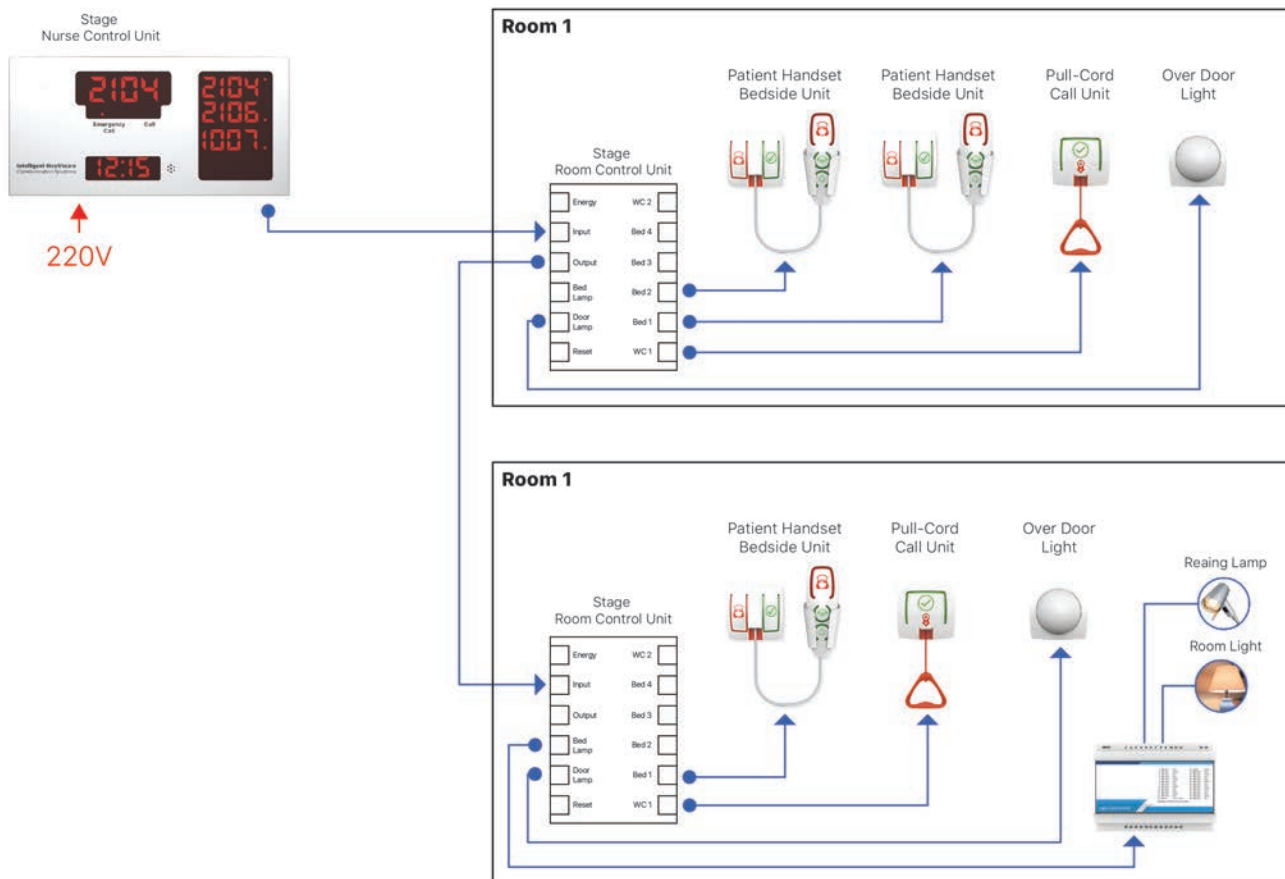 Stage
Nurse Control Unit
2104
Emergency Call
Call
12:15
2104
2106
1007
Intelligent HosVoice
Communication Solutions
220V
Room 1
Patient Handset
Bedside Unit
Patient Handset
Bedside Unit
Pull-Cord
Call Unit
Over Door
Light
Stage
Room Control Unit
Energy
WC 2
Input
Bed 4
Output
Bed 3
Bed
Lamp
Bed 2
Door
Lamp
Bed 1
Reset
WC 1
Room 1
Patient Handset
Bedside Unit
Pull-Cord
Call Unit
Over Door
Light
Reaing Lamp
Room Light
Stage
Room Control Unit
Energy
WC 2
Input
Bed 4
Output
Bed 3
Bed
Lamp
Bed 2
Door
Lamp
Bed 1
Reset
WC 1